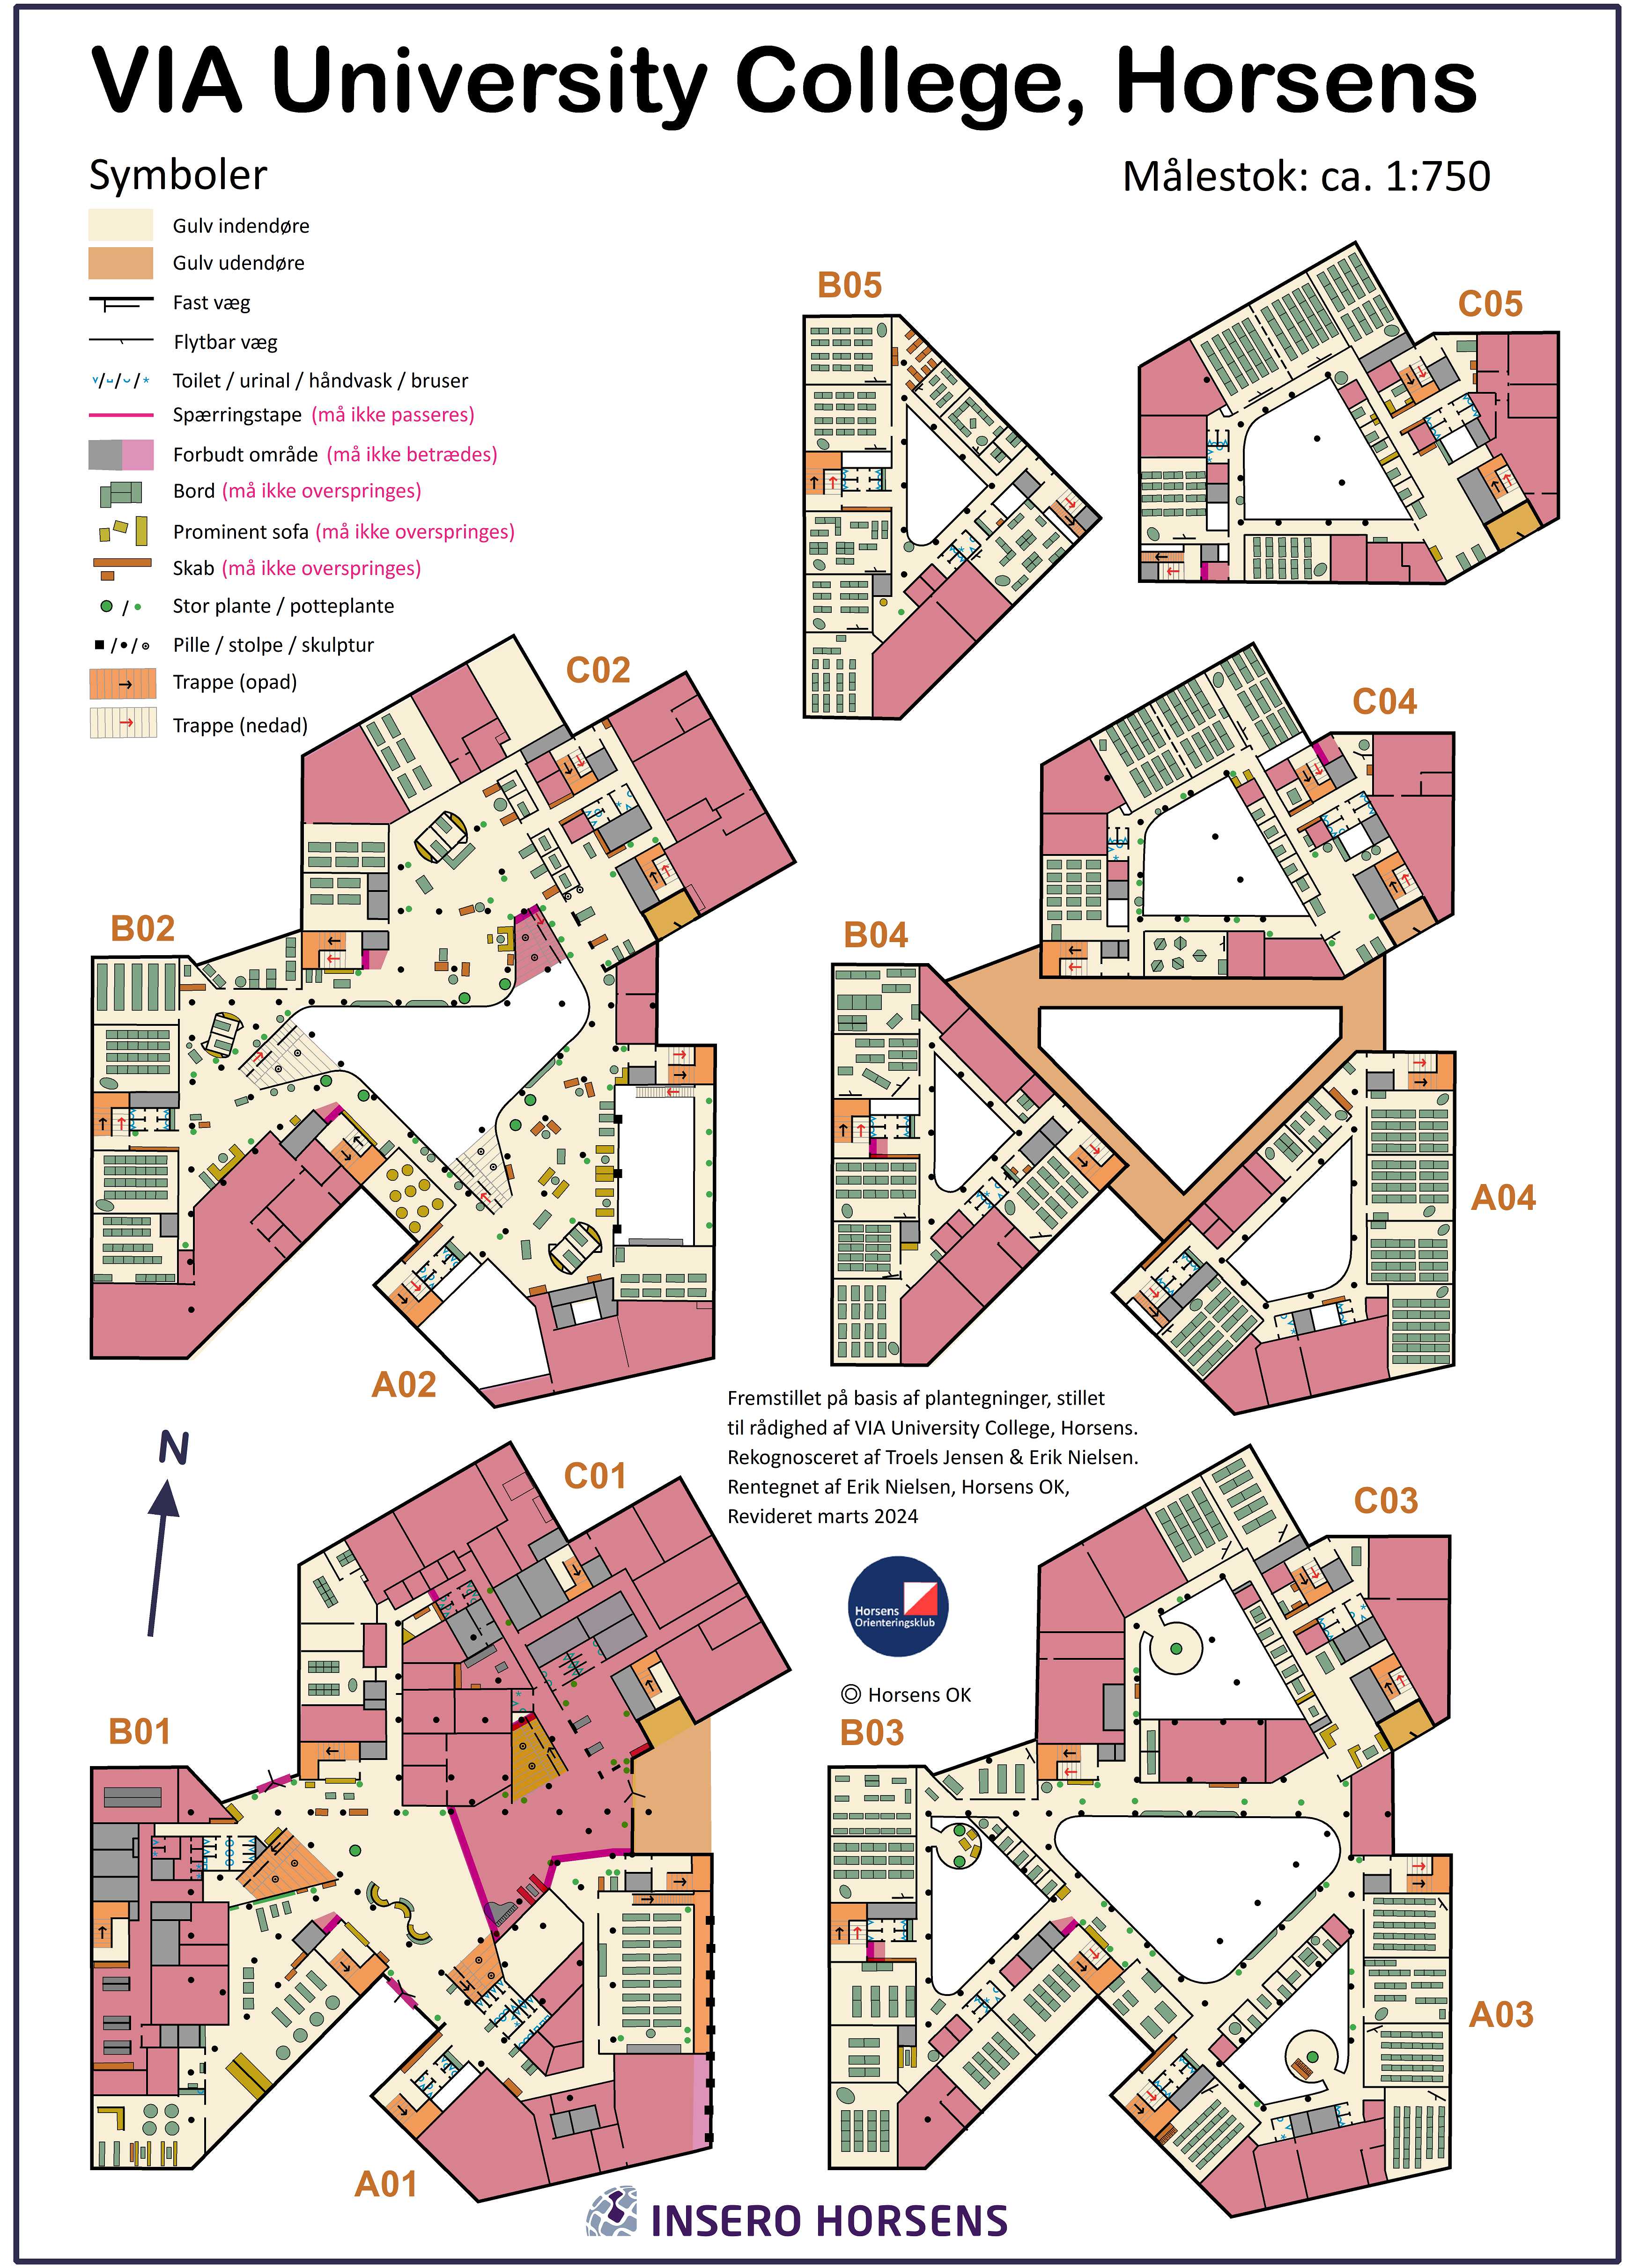 VIA University College, Horsens
Symboler
Målestok: ca. 1:750
Gulv indendøre
Gulv udendøre
Fast væg
Flytbar væg
Toilet / urinal / håndvask / bruser
Spærringstape (må ikke passeres)
Forbudt område (må ikke betrædes)
Bord (må ikke overspringes)
Prominent sofa (må ikke overspringes)
Skab (må ikke overspringes)
Stor plante / potteplante
Pille / stolpe / skulptur
Trappe (opad)
Trappe (nedad)
B05
C05
C02
C04
B02
B04
A04
A02
Fremstillet på basis af plantegninger, stillet
til rådighed af VIA University College, Horsens.
Rekognosceret af Troels Jensen & Erik Nielsen.
Rentegnet af Erik Nielsen, Horsens OK,
Revideret marts 2024
N
C01
C03
Horsens
Orienteringsklub
Horsens OK
B01
B03
A03
A01
INSERO HORSENS